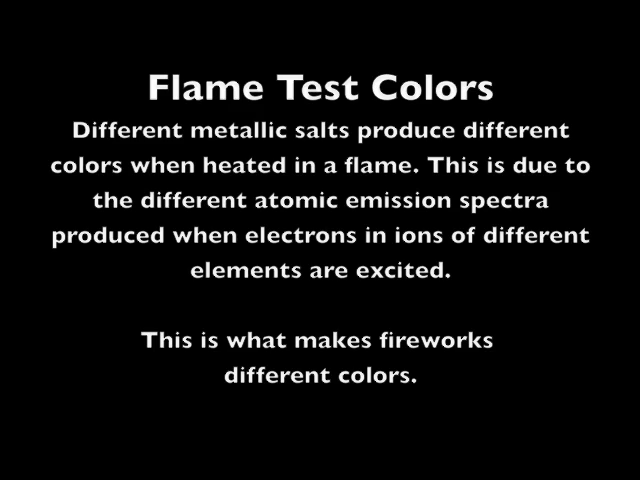 Flame Test Colors
Different metallic salts produce different
colors when heated in a flame. This is due to
the different atomic emission spectra
produced when electrons in ions of different
elements are excited.
This is what makes fireworks
different colors.